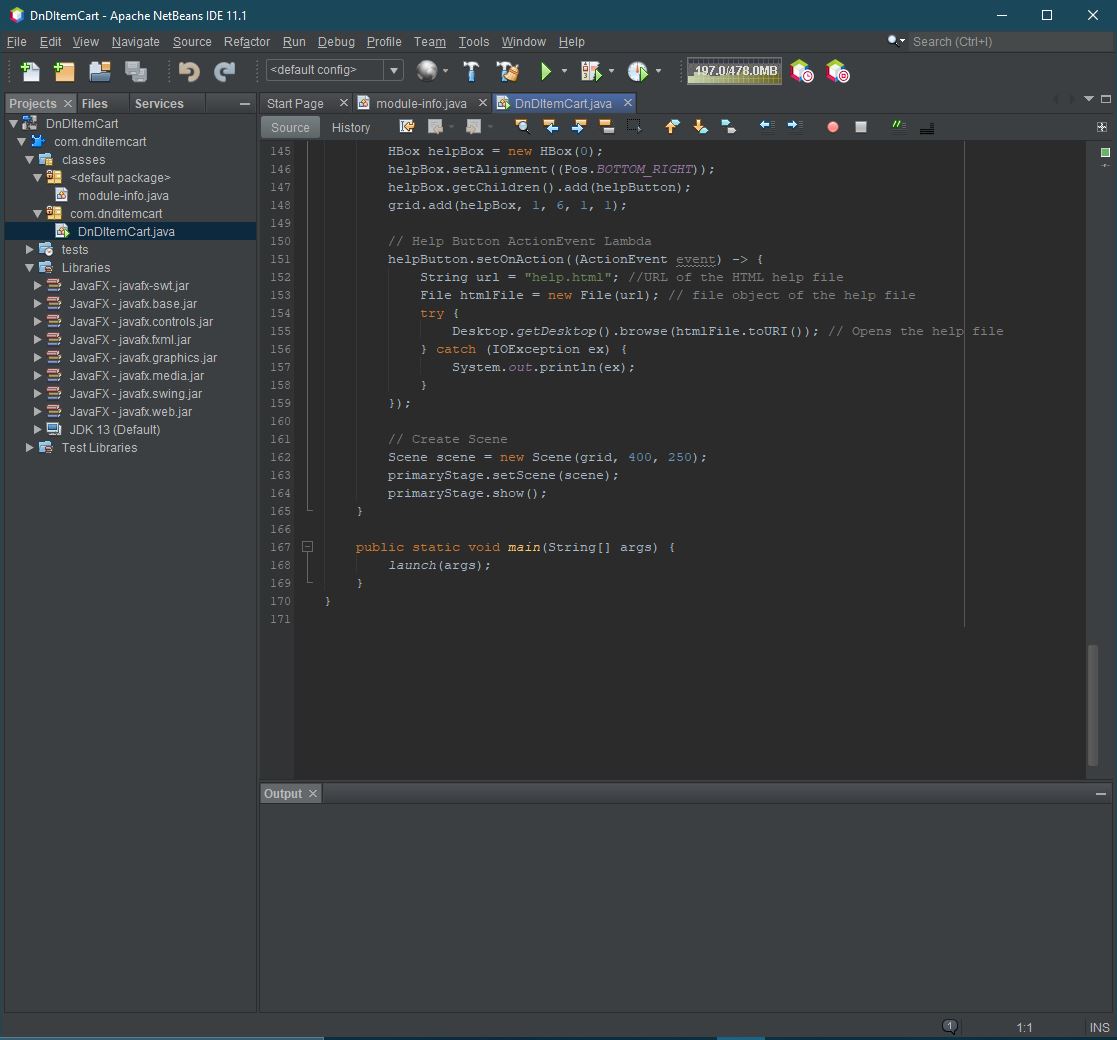 DnDItemCart - Apache NetBeans IDE 11.1
File Edit View Navigate Source Refactor Run Debug Profile Team Tools Window Help
Search (Ctrl+I)
<default config>
497.0/478.0MB
Projects Files Services
DnDItemCart
com.dnditemcart
classes
<default package>
module-info.java
com.dnditemcart
DnDItemCart.java
tests
Libraries
JavaFX - javafx-swt.jar
JavaFX - javafx.base.jar
JavaFX - javafx.controls.jar
JavaFX - javafx.fxml.jar
JavaFX - javafx.graphics.jar
JavaFX - javafx.media.jar
JavaFX - javafx.swing.jar
JavaFX - javafx.web.jar
JDK 13 (Default)
Test Libraries
Start Page module-info.java DnDItemCart.java
Source History
145 HBox helpBox = new HBox(0);
146 helpBox.setAlignment((Pos.BOTTOM_RIGHT));
147 helpBox.getChildren().add(helpButton);
148 grid.add(helpBox, 1, 6, 1, 1);
149
150 // Help Button ActionEvent Lambda
151 helpButton.setOnAction((ActionEvent event) -> {
152 String url = "help.html"; //URL of the HTML help file
153 File htmlFile = new File(url); // file object of the help file
154 try {
155 Desktop.getDesktop().browse(htmlFile.toURI()); // Opens the help file
156 } catch (IOException ex) {
157 System.out.println(ex);
158 }
159 });
160
161 // Create Scene
162 Scene scene = new Scene(grid, 400, 250);
163 primaryStage.setScene(scene);
164 primaryStage.show();
165 }
166
167 public static void main(String[] args) {
168 launch(args);
169 }
170 }
171
Output
1 1:1 INS